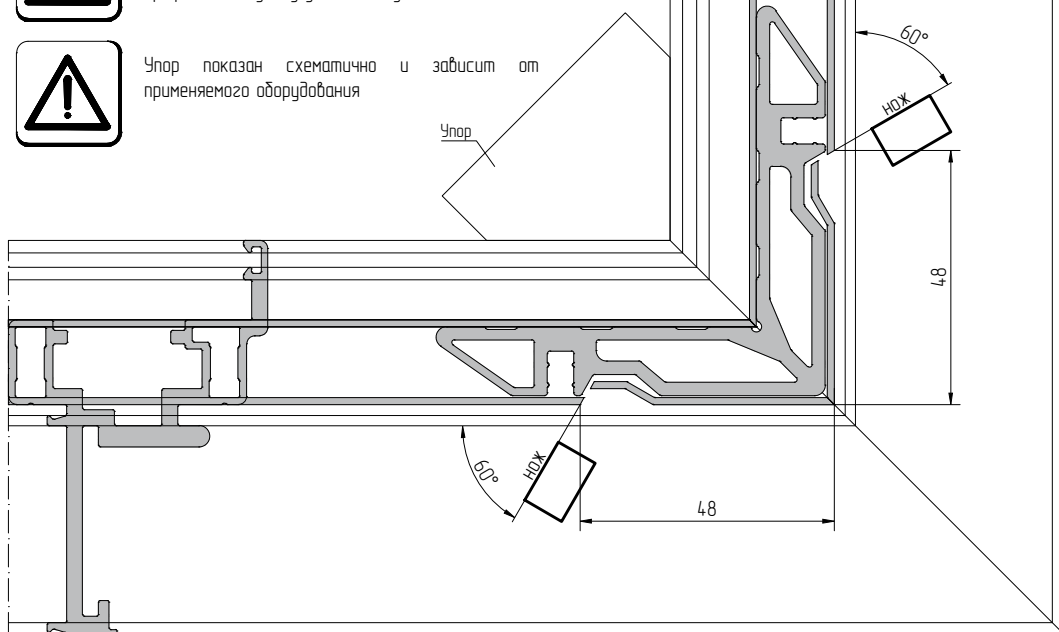 Упор показан схематично и зависит от
применяемого оборудования
Упор
60°
нож
48
60°
нож
48